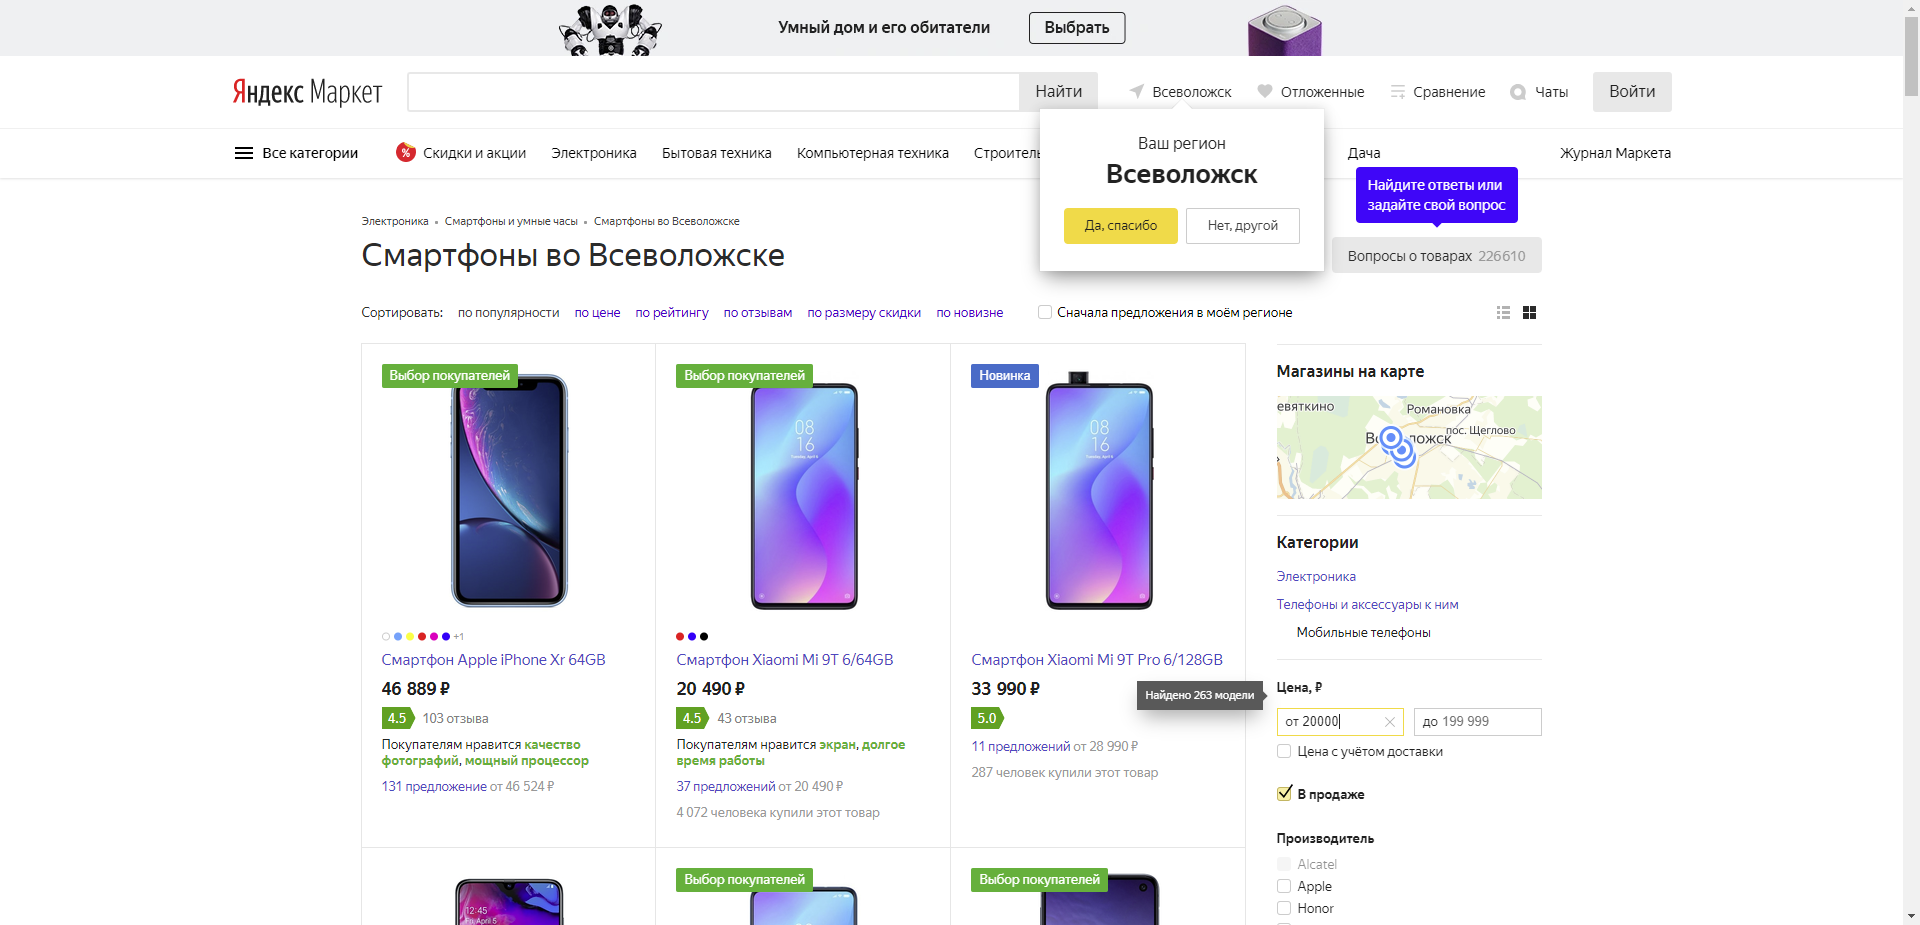 Умный дом и его обитатели
Выбрать
Яндекс Маркет
Найти
Всеволожск
Отложенные
Сравнение
Чаты
Войти
Все категории
%
Скидки и акции
Электроника
Бытовая техника
Компьютерная техника
Строитель
Дача
Журнал Маркета
Ваш регион
Всеволожск
Да, спасибо
Нет, другой
Найдите ответы или
задайте свой вопрос
Вопросы о товарах 226610
Электроника • Смартфоны и умные часы • Смартфоны во Всеволожске
Смартфоны во Всеволожске
Сортировать: по популярности по цене по рейтингу по отзывам по размеру скидки по новизне
Сначала предложения в моём регионе
Выбор покупателей
+1
Смартфон Apple iPhone Xr 64GB
46 889 ₽
4.5 103 отзыва
Покупателям нравится качество
фотографий, мощный процессор
131 предложение от 46 524 ₽
Выбор покупателей
08
16
Смартфон Xiaomi Mi 9T 6/64GB
20 490 ₽
4.5 43 отзыва
Покупателям нравится экран, долгое
время работы
37 предложений от 20 490 ₽
4 072 человека купили этот товар
Новинка
08
16
Смартфон Xiaomi Mi 9T Pro 6/128GB
33 990 ₽
5.0
11 предложений от 28 990 ₽
287 человек купили этот товар
12:45
Fri, April 5
Выбор покупателей
Выбор покупателей
Магазины на карте
евяткино
Романовка
пос. Щеглово
Категории
Электроника
Телефоны и аксессуары к ним
Мобильные телефоны
Цена, ₽
Найдено 263 модели
от 20000
до 199 999
Цена с учётом доставки
В продаже
Производитель
Alcatel
Apple
Honor